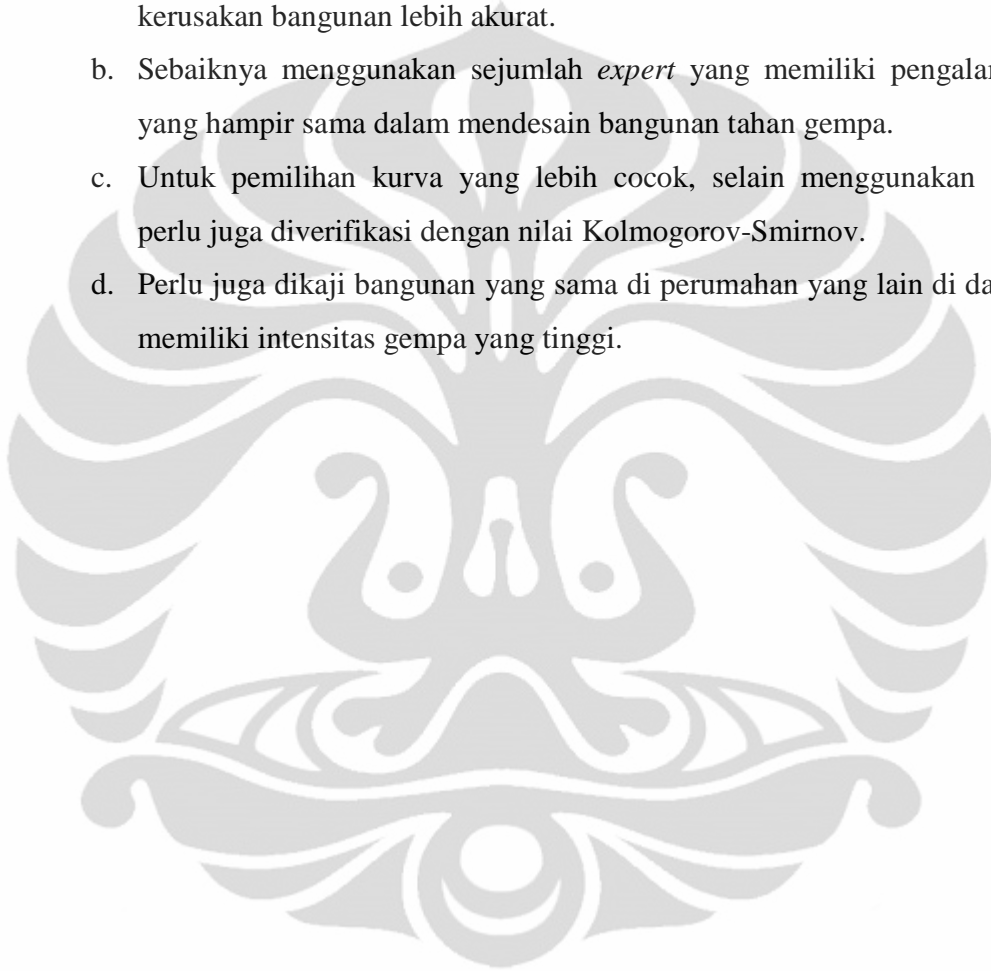 kerusakan bangunan lebih akurat.
b. Sebaiknya menggunakan sejumlah expert yang memiliki
yang hampir sama dalam mendesain bangunan tahan gempa.
c. Untuk pemilihan kurva yang lebih cocok, selain menggunakan
perlu juga diverifikasi dengan nilai Kolmogorov-Smirnov.
d. Perlu juga dikaji bangunan yang sama di perumahan yang lain di
memiliki intensitas gempa yang tinggi.